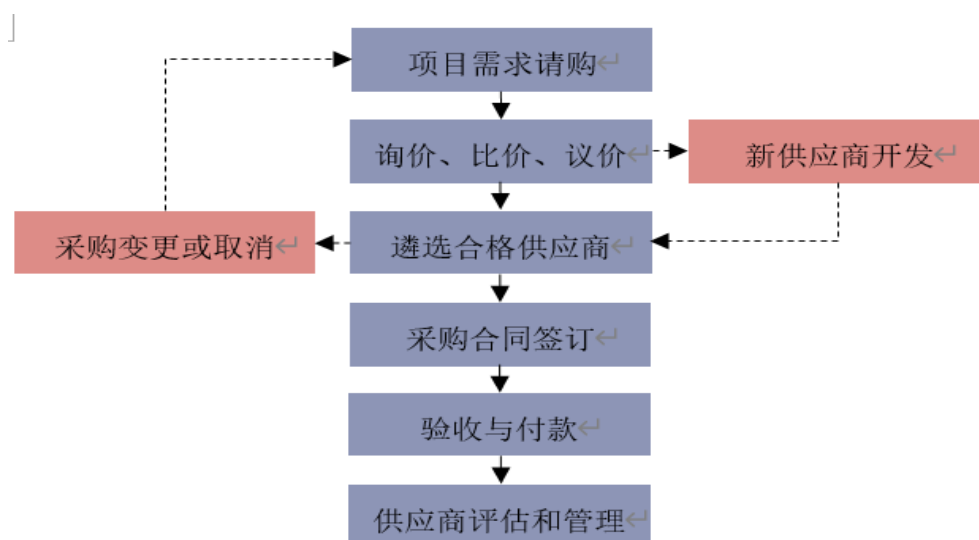 项目需求请购
询价、比价、议价
新供应商开发
采购变更或取消
遴选合格供应商
采购合同签订
验收与付款
供应商评估和管理